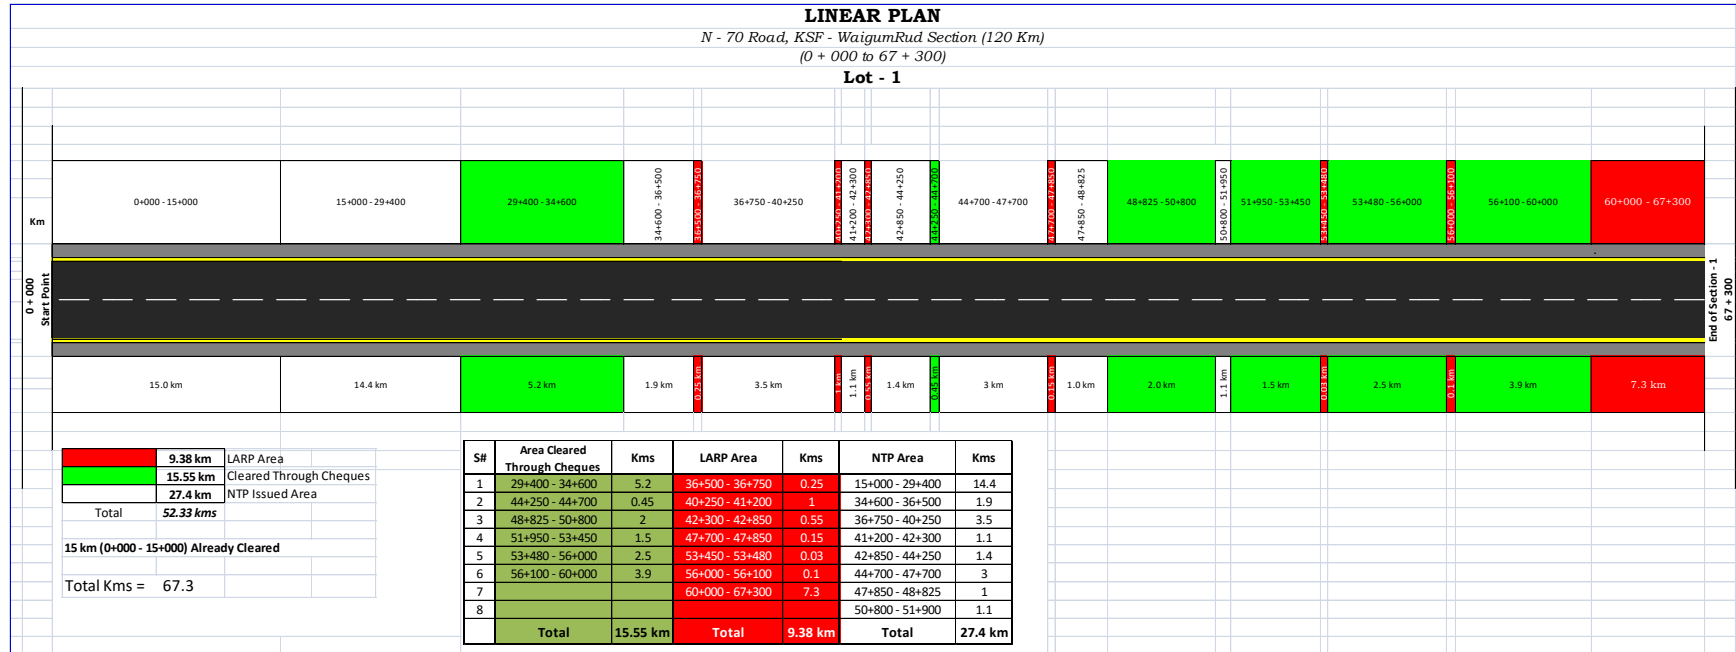 LINEAR PLAN
N - 70 Road, KSF - WaigumRud Section (120 Km)
(0 + 000 to 67 + 300)
Lot - 1
Km
0+000 - 15+000
15+000 - 29+400
29+400 - 34+600
34+600 - 36+500
36+500 - 36+750
36+750 - 40+250
40+250 - 41+200
41+200 - 42+300
42+300 - 42+850
42+850 - 44+250
44+250 - 44+700
44+700 - 47+700
47+700 - 47+850
47+850 - 48+825
48+825 - 50+800
50+800 - 51+950
51+950 - 53+450
53+450 - 53+480
53+480 - 56+000
56+000 - 56+100
56+100 - 60+000
60+000 - 67+300
0 + 000
Start Point
End of Section - 1
67 + 300
15.0 km
14.4 km
5.2 km
1.9 km
0.25 km
3.5 km
1 km
1.1 km
0.55 km
1.4 km
0.45 km
3 km
0.15 km
1.0 km
2.0 km
1.1 km
1.5 km
0.03 km
2.5 km
0.1 km
3.9 km
7.3 km
9.38 km LARP Area
15.55 km Cleared Through Cheques
27.4 km NTP Issued Area
Total 52.33 kms
15 km (0+000 - 15+000) Already Cleared
Total Kms = 67.3
S# Area Cleared Through Cheques Kms LARP Area Kms NTP Area Kms
1 29+400 - 34+600 5.2 36+500 - 36+750 0.25 15+000 - 29+400 14.4
2 44+250 - 44+700 0.45 40+250 - 41+200 1 34+600 - 36+500 1.9
3 48+825 - 50+800 2 42+300 - 42+850 0.55 36+750 - 40+250 3.5
4 51+950 - 53+450 1.5 47+700 - 47+850 0.15 41+200 - 42+300 1.1
5 53+480 - 56+000 2.5 53+450 - 53+480 0.03 42+850 - 44+250 1.4
6 56+100 - 60+000 3.9 56+000 - 56+100 0.1 44+700 - 47+700 3
7 60+000 - 67+300 7.3 47+850 - 48+825 1
8 50+800 - 51+900 1.1
Total 15.55 km Total 9.38 km Total 27.4 km